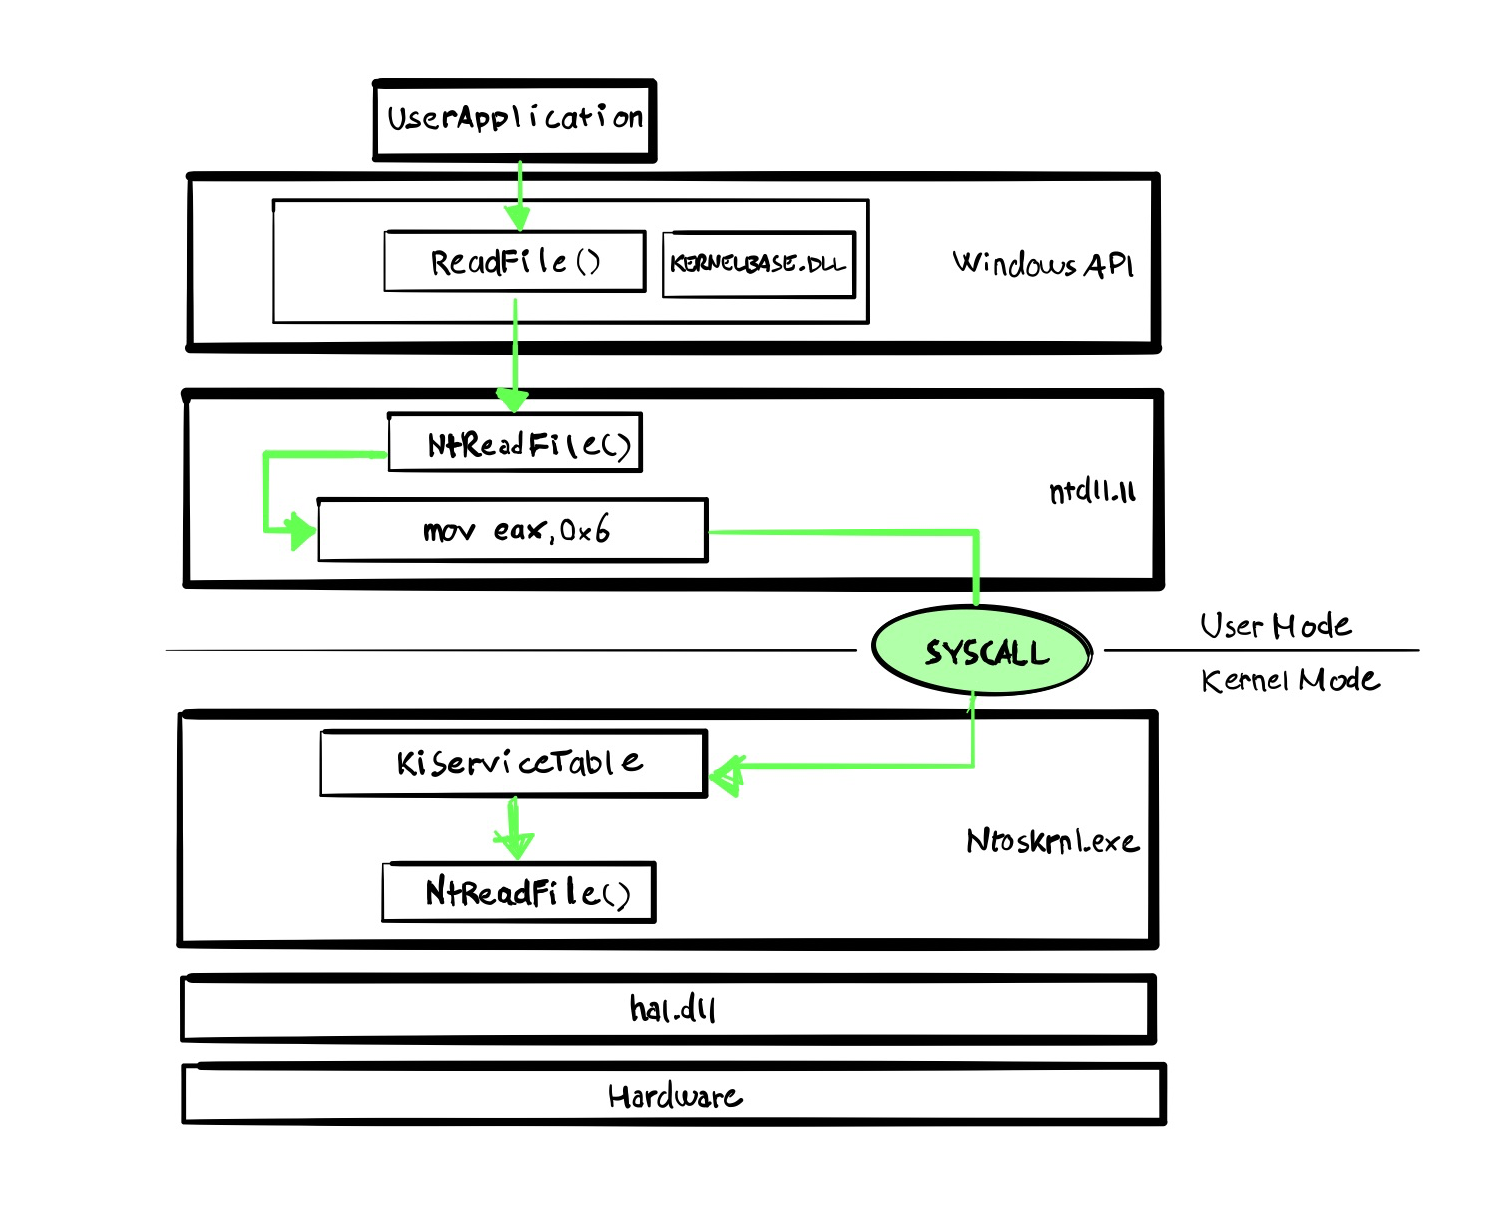 UserApplication
ReadFile()
KERNELBASE.DLL
Windows API
NtReadFile()
ntdll.ll
mov eax,0x6
User Mode
SYSCALL
Kernel Mode
KiServiceTable
Ntoskrnl.exe
NtReadFile()
hal.dll
Hardware